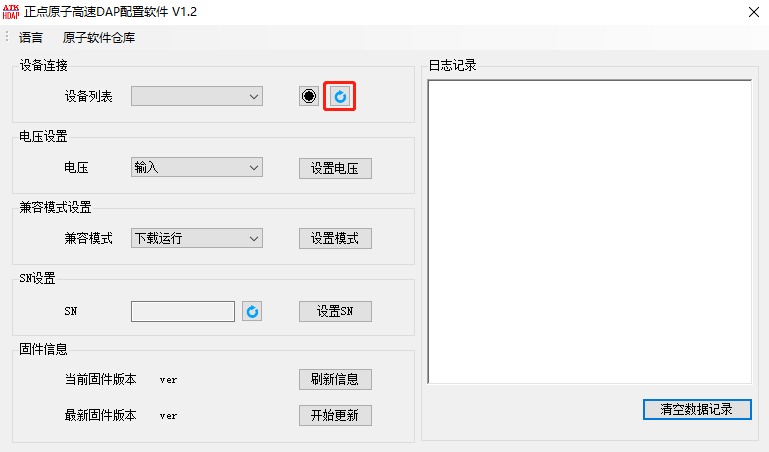 ATK HDAP 正点原子高速DAP配置软件 V1.2
语言 原子软件仓库
设备连接
设备列表
电压设置
电压 输入 设置电压
兼容模式设置
兼容模式 下载运行 设置模式
SN设置
SN 设置SN
固件信息
当前固件版本 ver 刷新信息
最新固件版本 ver 开始更新
日志记录
清空数据记录